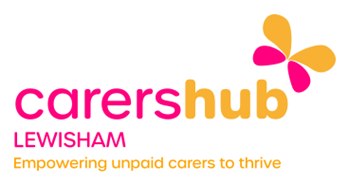 carershub
LEWISHAM
Empowering unpaid carers to thrive